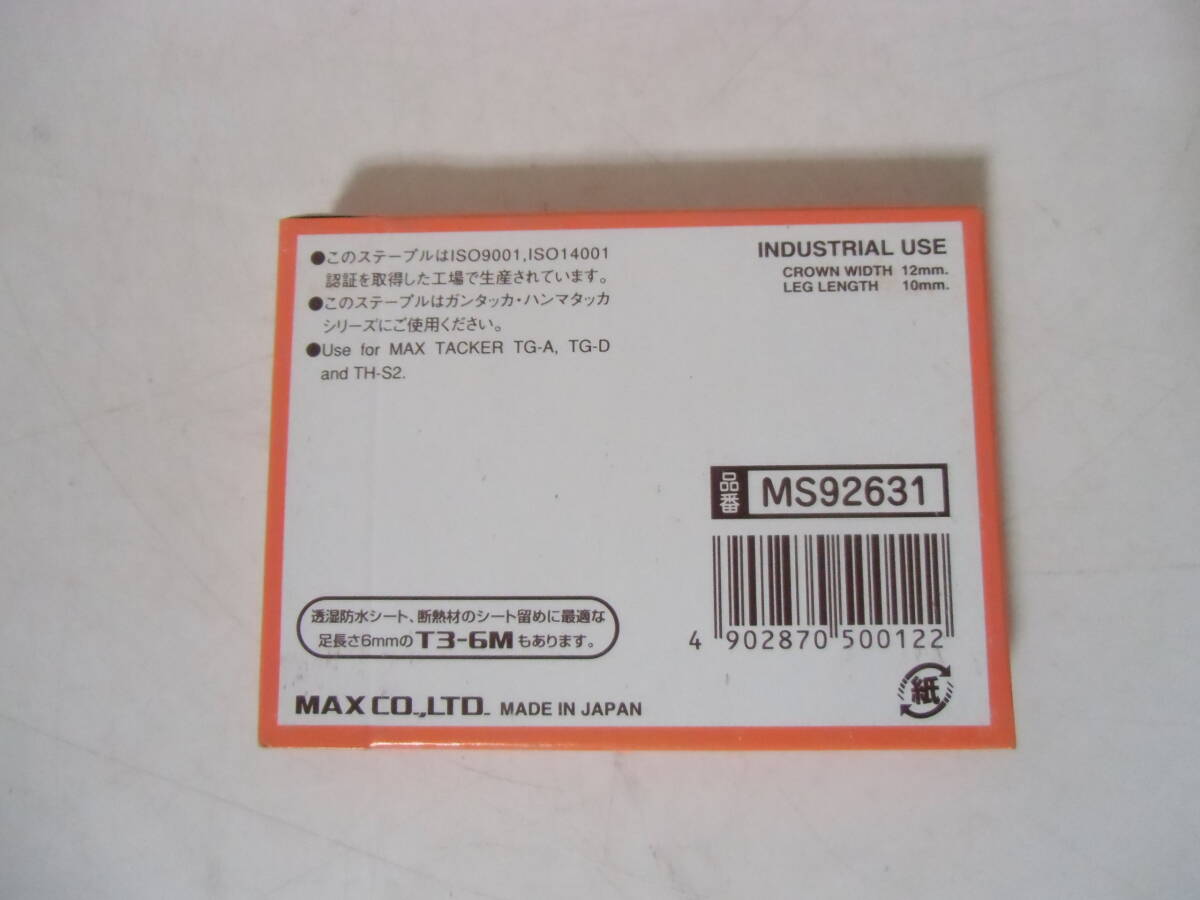 ●このステープルはISO9001,ISO14001
認証を取得した工場で生産されています。
●このステープルはガンタッカ・ハンマタッカ
シリーズにご使用ください。
●Use for MAX TACKER TG-A, TG-D
and TH-S2.
INDUSTRIAL USE
CROWN WIDTH 12mm.
LEG LENGTH 10mm.
品番 MS92631
4 902870 500122
透湿防水シート、断熱材のシート留めに最適な
足長さ6mmのT3-6Mもあります。
紙
MAX CO.,LTD. MADE IN JAPAN